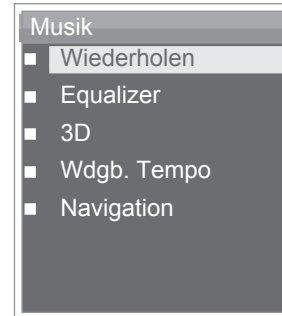 Musik
Wiederholen
Equalizer
3D
Wdgb. Tempo
Navigation